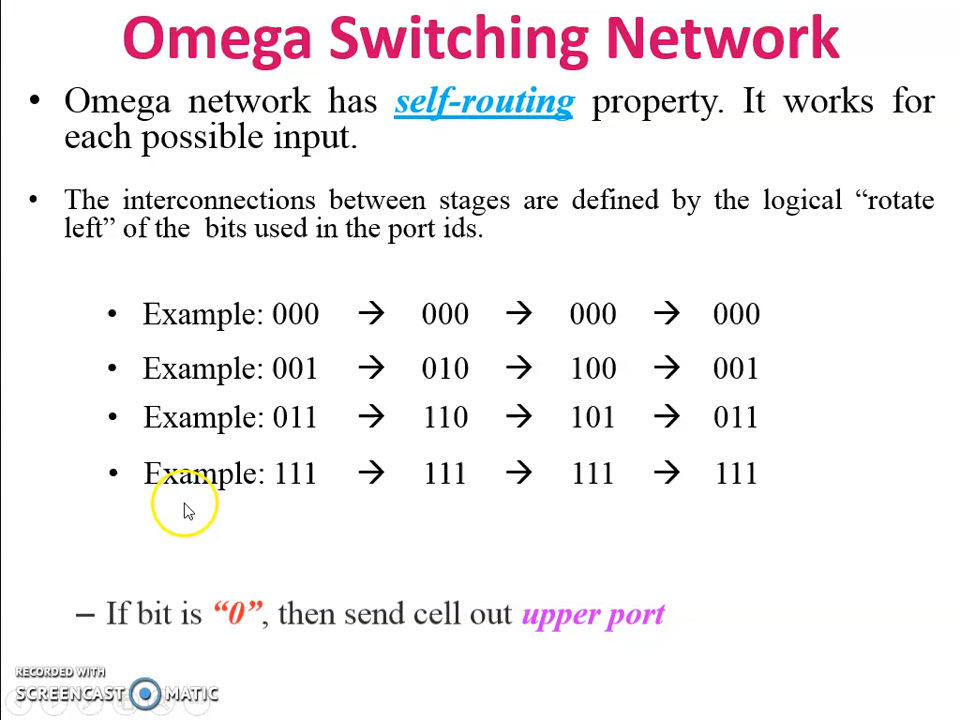 Omega Switching Network
• Omega network has self-routing property. It works for
each possible input.
• The interconnections between stages are defined by the logical “rotate
left” of the bits used in the port ids.
• Example: 000 → 000 → 000 → 000
• Example: 001 → 010 → 100 → 001
• Example: 011 → 110 → 101 → 011
• Example: 111 → 111 → 111 → 111
– If bit is “0”, then send cell out upper port
RECORDED WITH
SCREENCAST MATIC